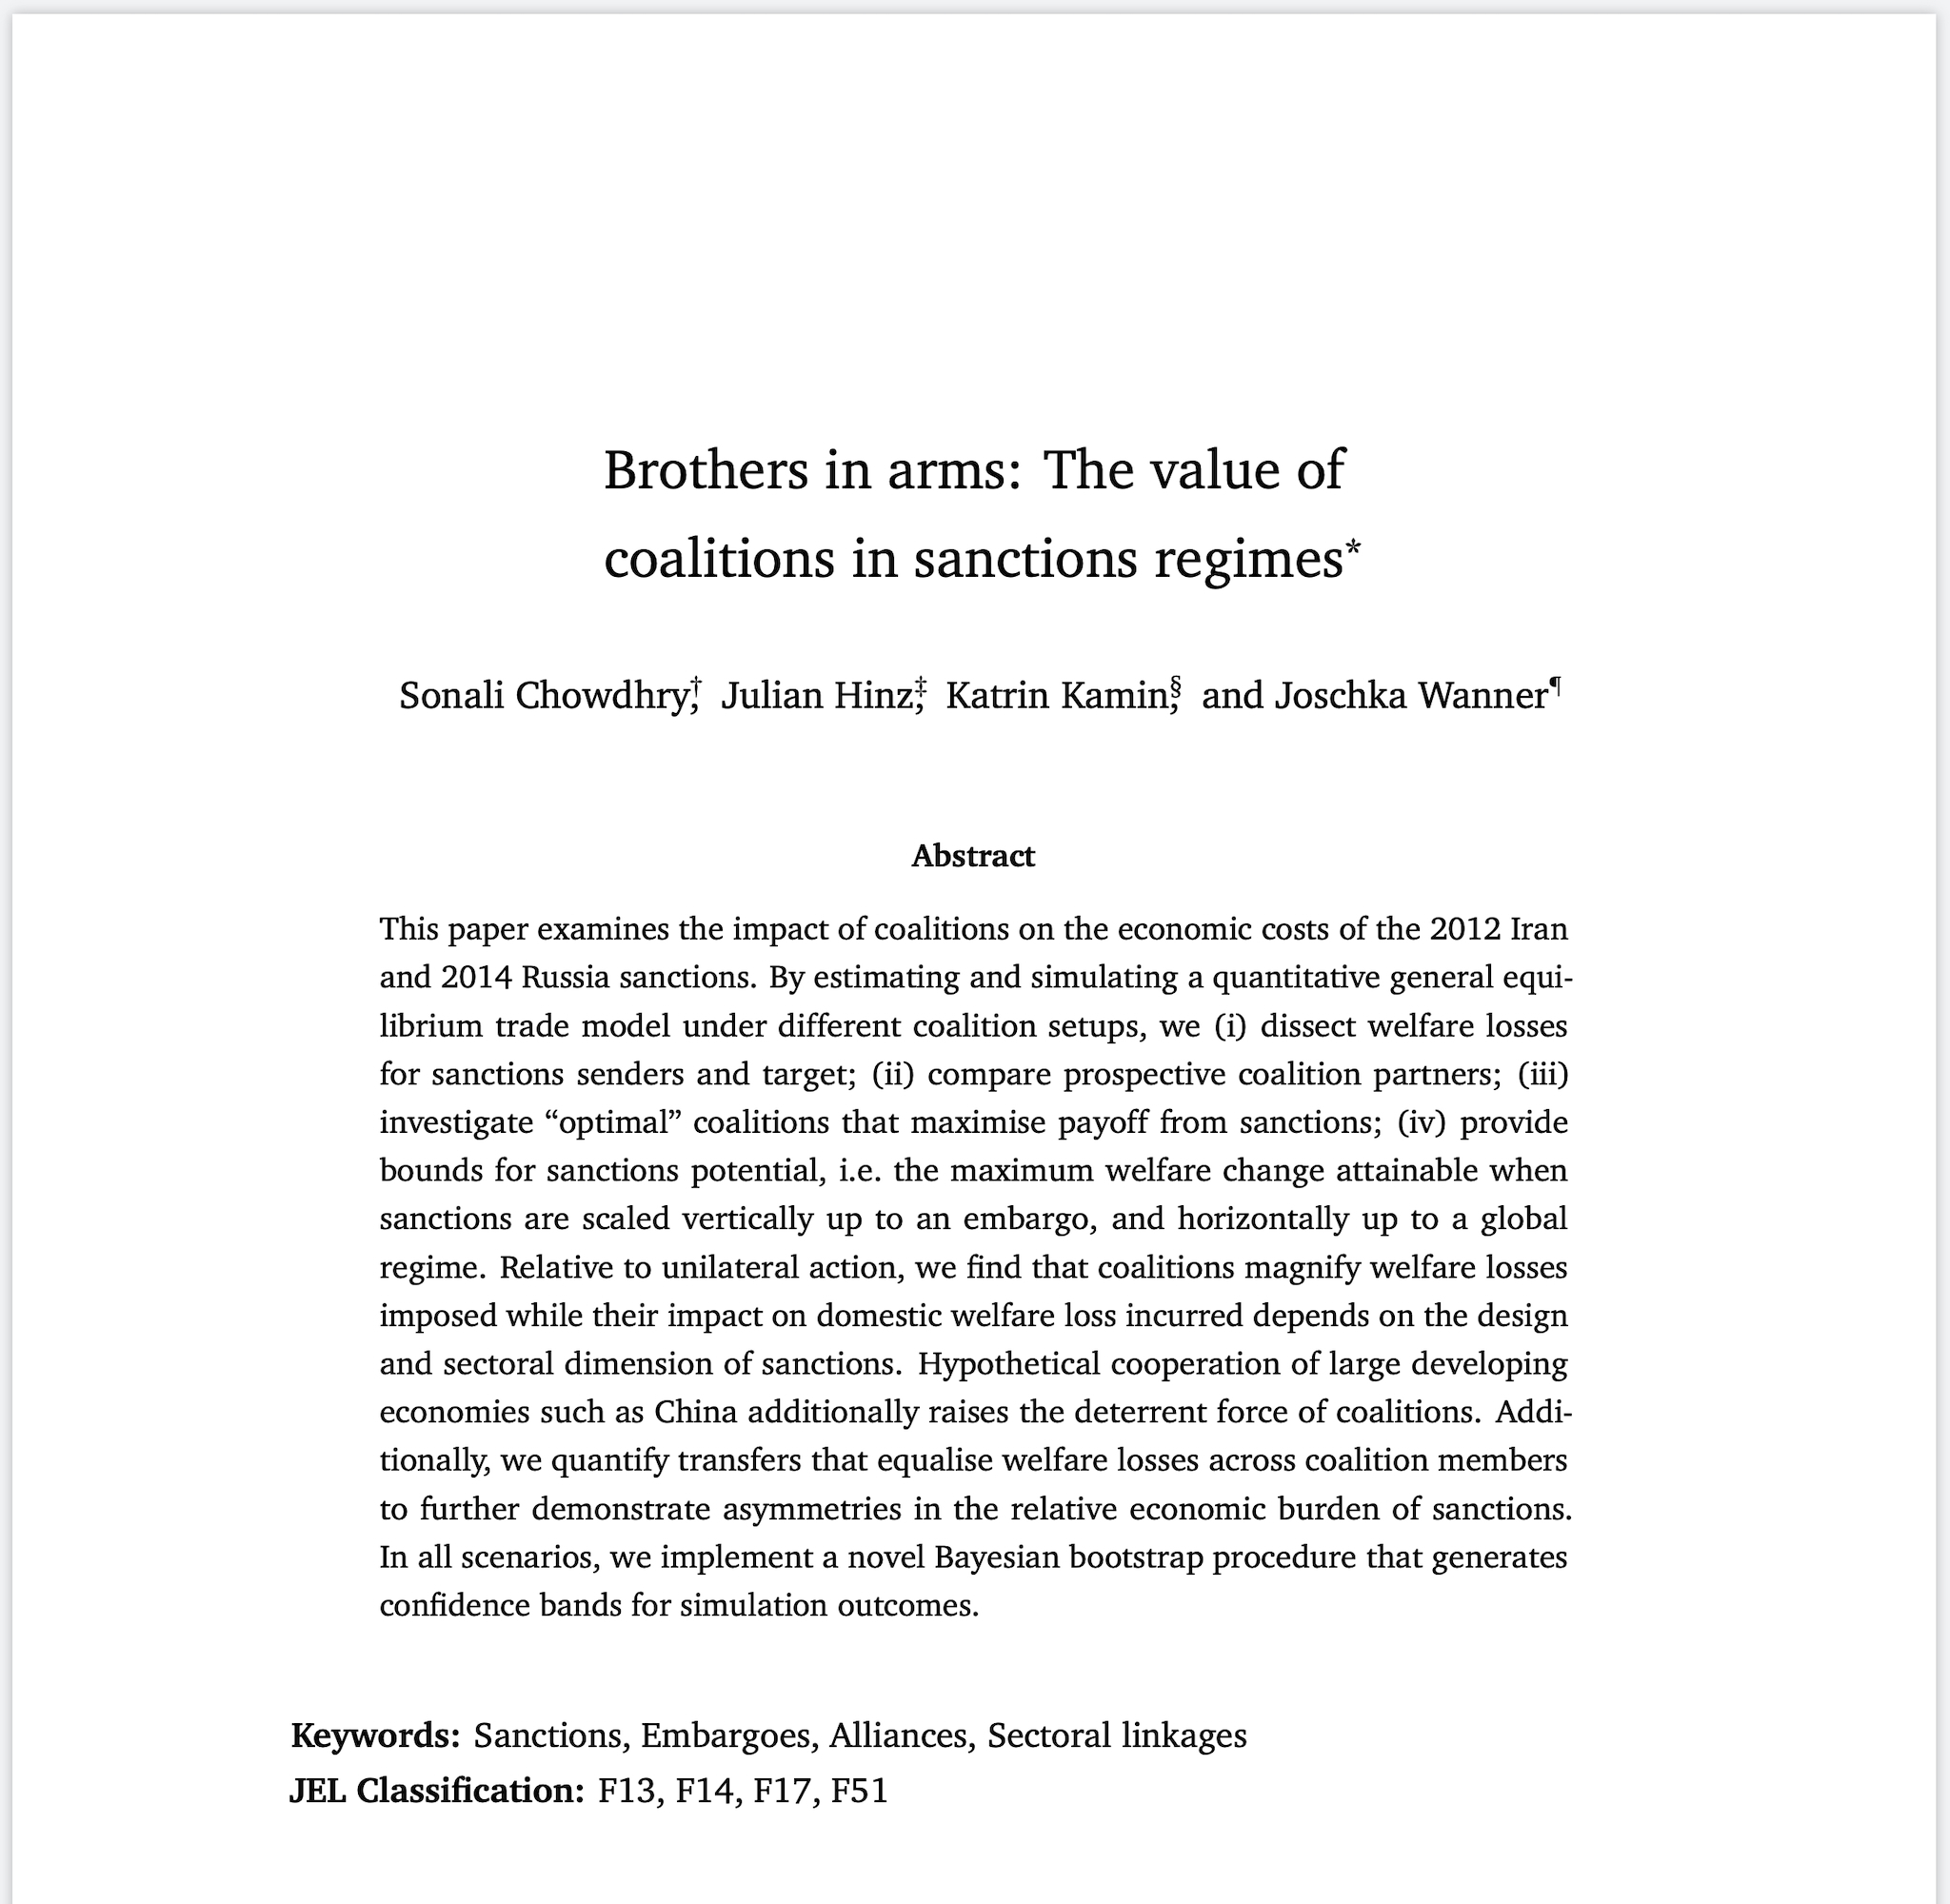 Brothers in arms: The value of
coalitions in sanctions regimes*
Sonali Chowdhry,† Julian Hinz,‡ Katrin Kamin,§ and Joschka Wanner¶
Abstract
This paper examines the impact of coalitions on the economic costs of the 2012 Iran
and 2014 Russia sanctions. By estimating and simulating a quantitative general equi-
librium trade model under different coalition setups, we (i) dissect welfare losses
for sanctions senders and target; (ii) compare prospective coalition partners; (iii)
investigate “optimal” coalitions that maximise payoff from sanctions; (iv) provide
bounds for sanctions potential, i.e. the maximum welfare change attainable when
sanctions are scaled vertically up to an embargo, and horizontally up to a global
regime. Relative to unilateral action, we find that coalitions magnify welfare losses
imposed while their impact on domestic welfare loss incurred depends on the design
and sectoral dimension of sanctions. Hypothetical cooperation of large developing
economies such as China additionally raises the deterrent force of coalitions. Addi-
tionally, we quantify transfers that equalise welfare losses across coalition members
to further demonstrate asymmetries in the relative economic burden of sanctions.
In all scenarios, we implement a novel Bayesian bootstrap procedure that generates
confidence bands for simulation outcomes.
Keywords: Sanctions, Embargoes, Alliances, Sectoral linkages
JEL Classification: F13, F14, F17, F51